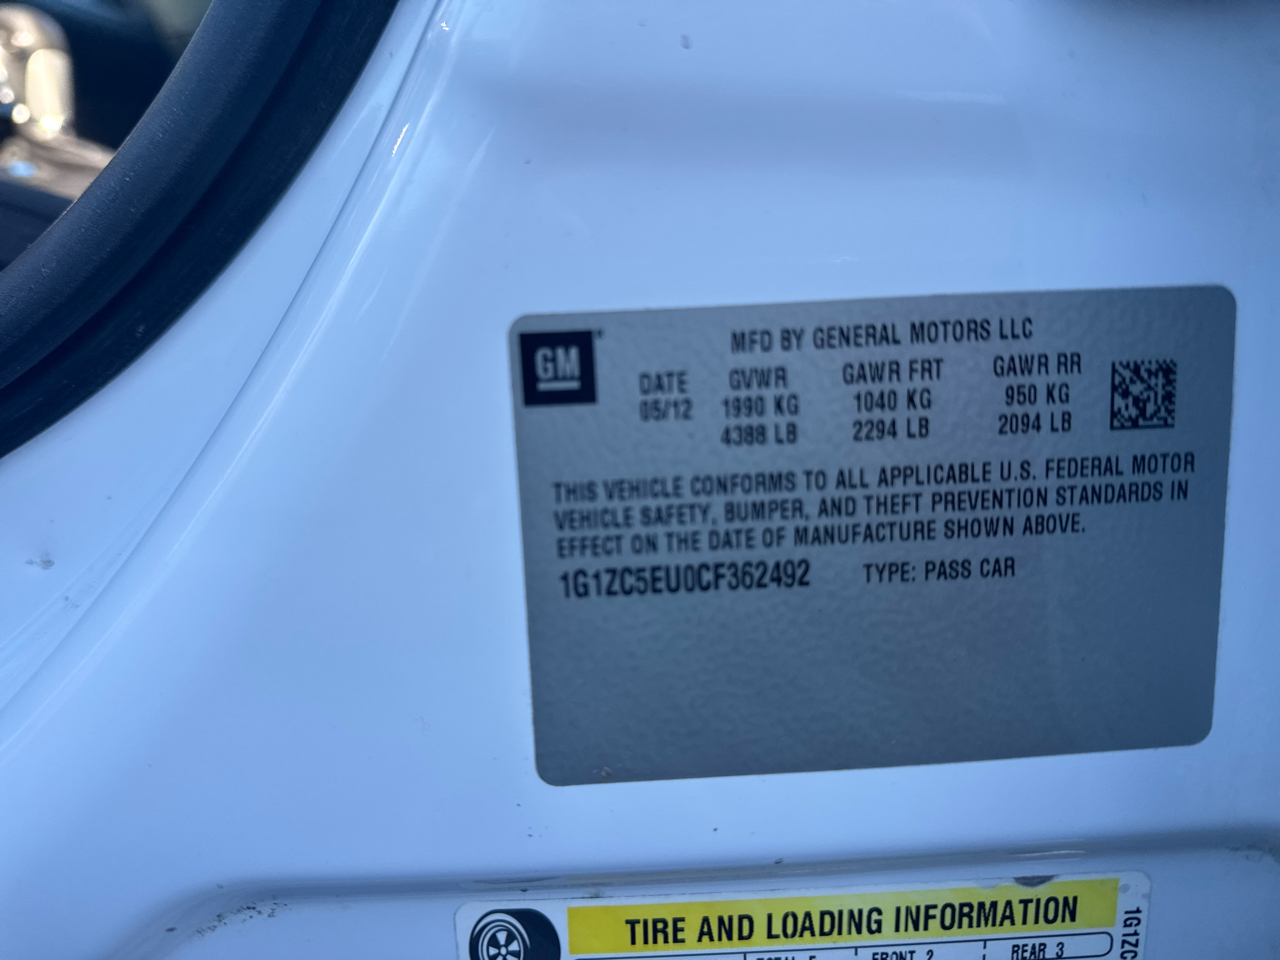 GM
MFD BY GENERAL MOTORS LLC
DATE GVWR GAWR FRT GAWR RR
05/12 1990 KG 1040 KG 950 KG
4388 LB 2294 LB 2094 LB
THIS VEHICLE CONFORMS TO ALL APPLICABLE U.S. FEDERAL MOTOR
VEHICLE SAFETY, BUMPER, AND THEFT PREVENTION STANDARDS IN
EFFECT ON THE DATE OF MANUFACTURE SHOWN ABOVE.
1G1ZC5EU0CF362492 TYPE: PASS CAR
TIRE AND LOADING INFORMATION
TOTAL 5 FRONT 2 REAR 3
1G1ZC